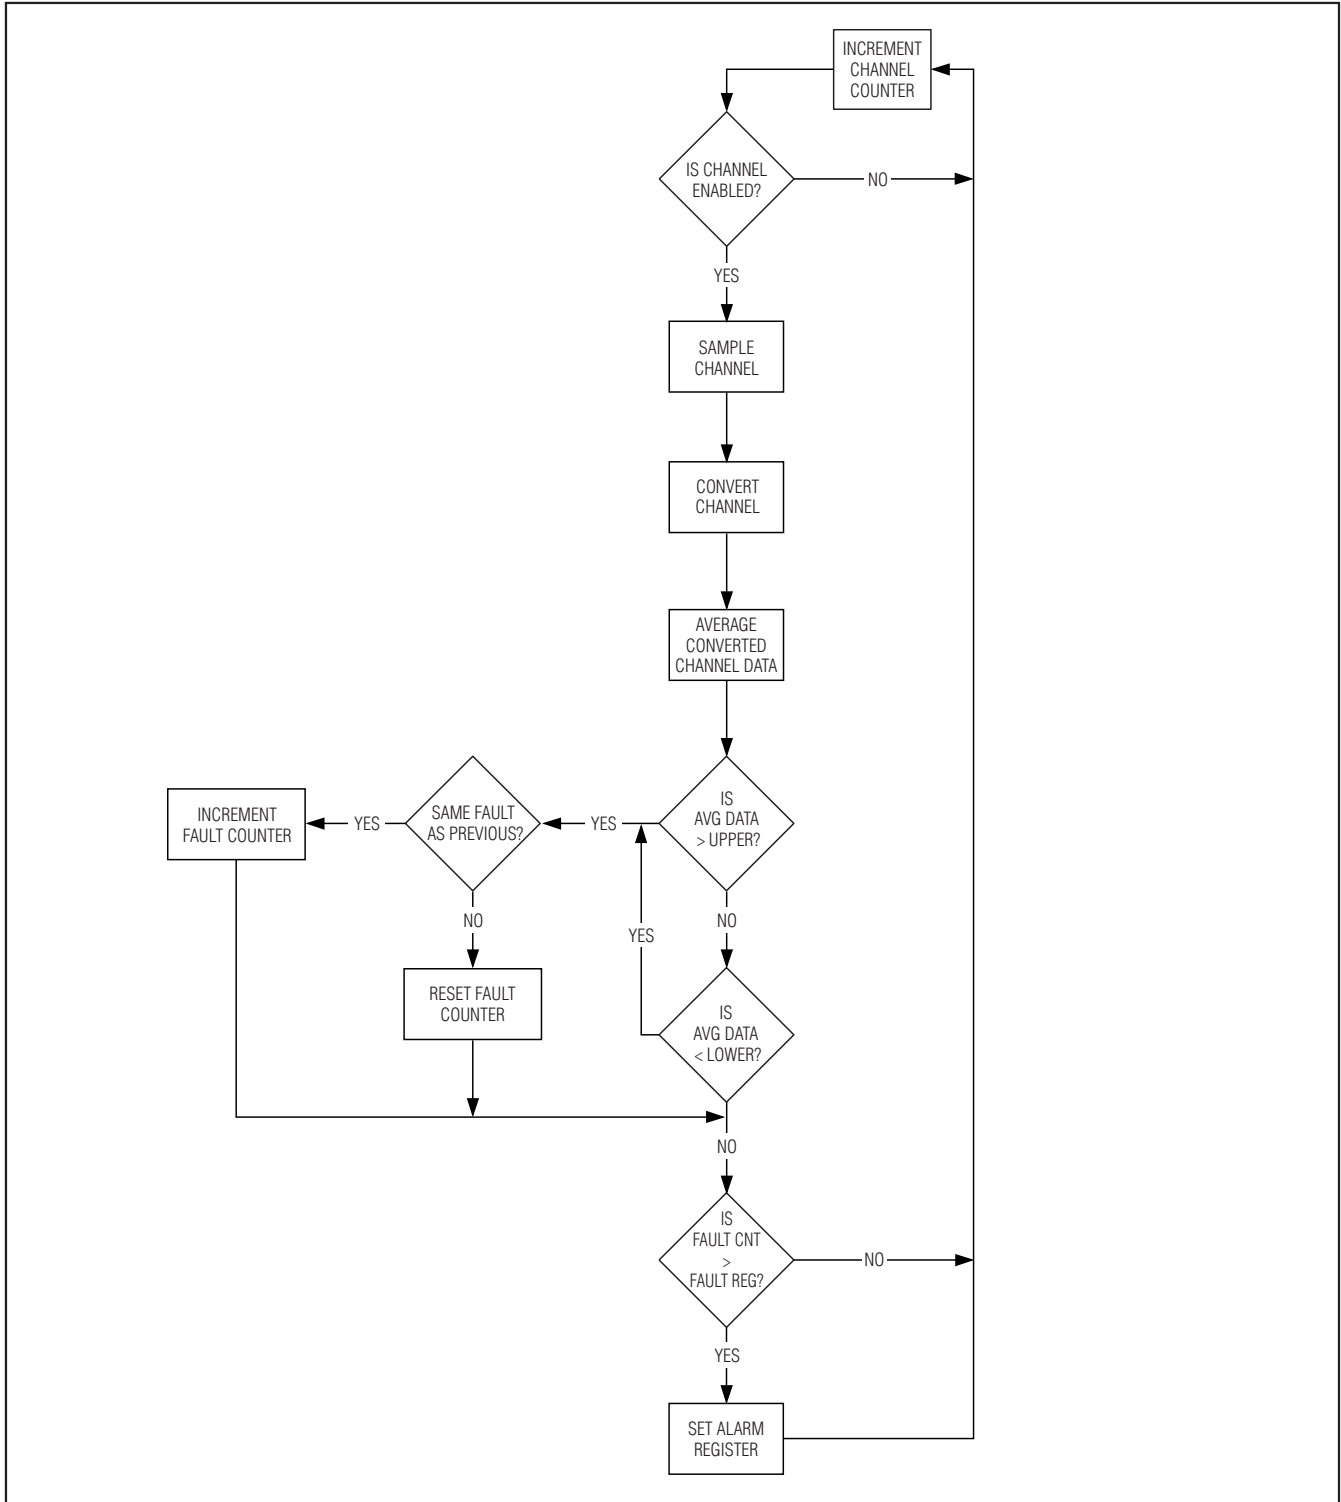 INCREMENT
CHANNEL
COUNTER
IS CHANNEL
ENABLED?
NO
YES
SAMPLE
CHANNEL
CONVERT
CHANNEL
AVERAGE
CONVERTED
CHANNEL DATA
IS
AVG DATA
> UPPER?
YES
SAME FAULT
AS PREVIOUS?
YES
INCREMENT
FAULT COUNTER
NO
RESET FAULT
COUNTER
YES
NO
IS
AVG DATA
< LOWER?
NO
IS
FAULT CNT
>
FAULT REG?
NO
YES
SET ALARM
REGISTER